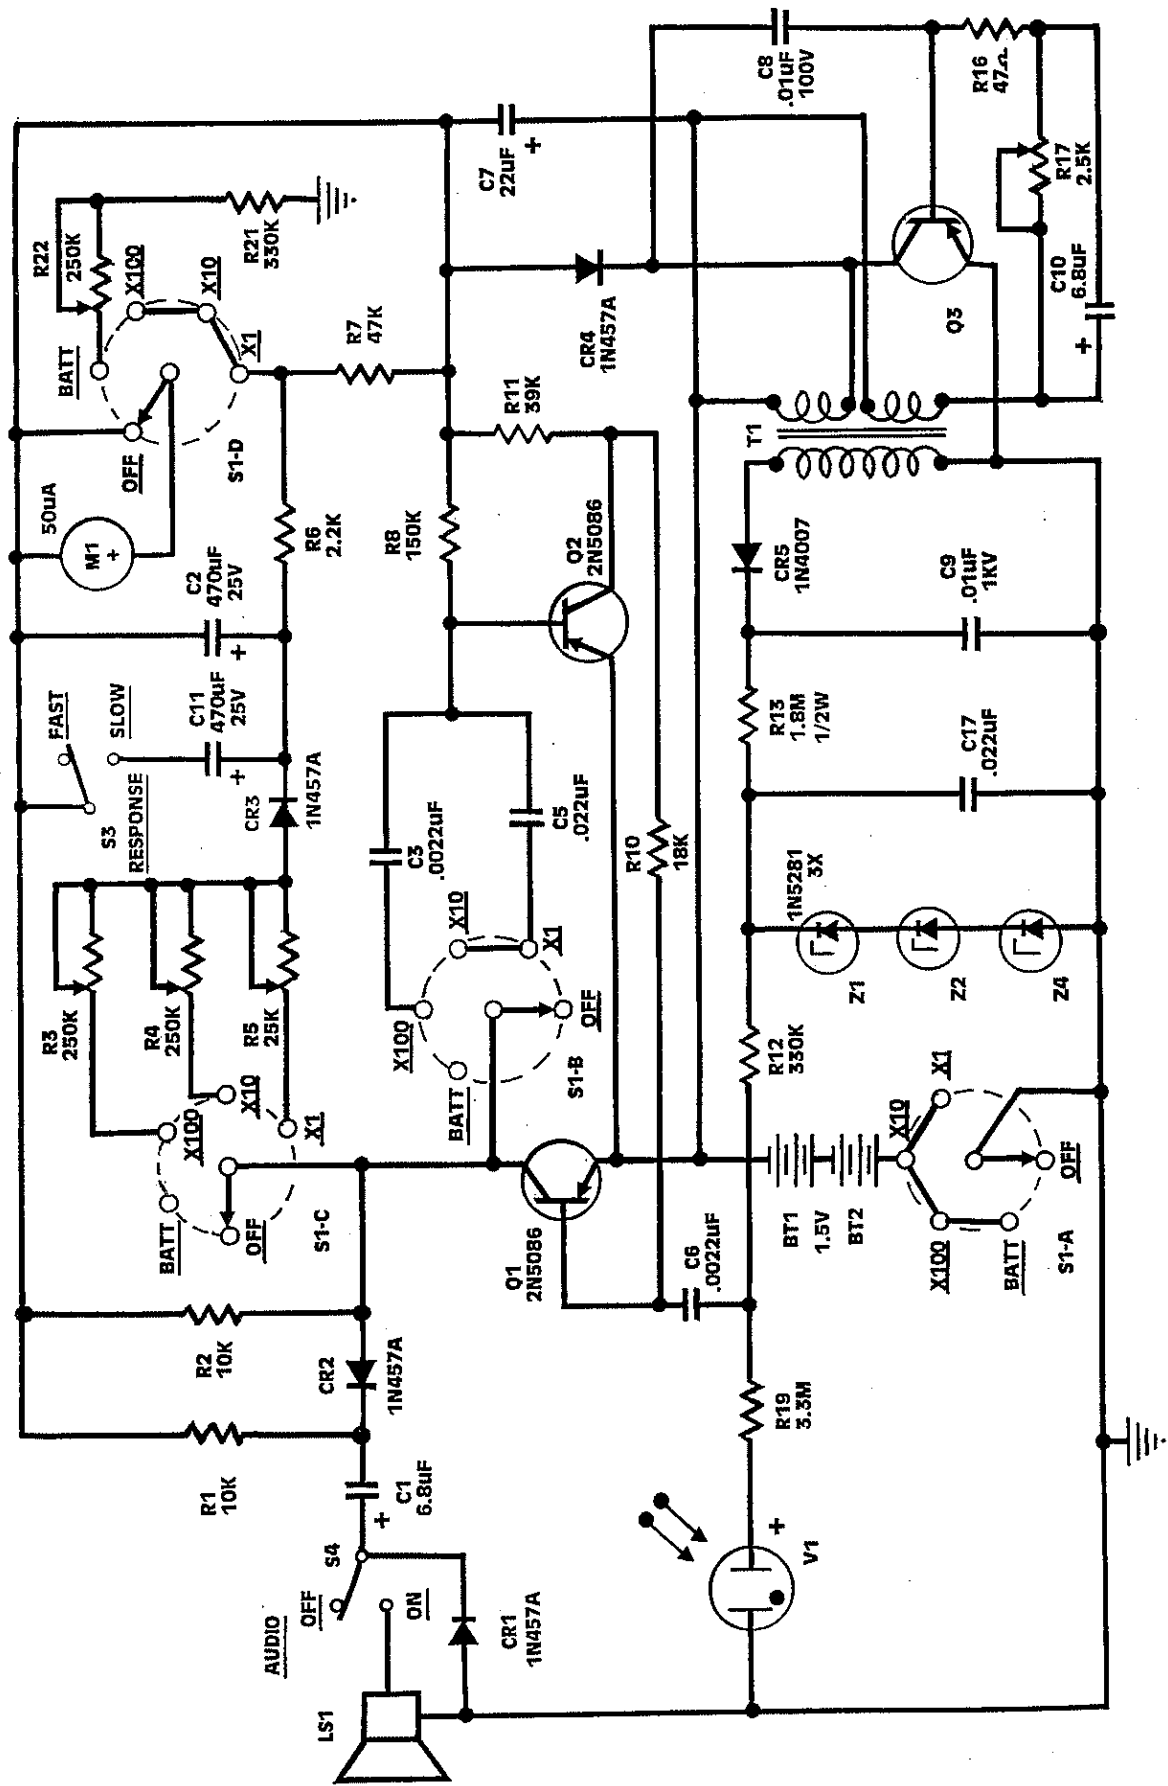 LS1
AUDIO
OFF
ON
S4
CR1
1N457A
+
C1
6.8uF
R1
10K
R2
10K
CR2
1N457A
BATT
OFF
X100
X10
X1
S1-C
R3
250K
R4
250K
R5
25K
S3
RESPONSE
FAST
SLOW
CR3
1N457A
C11
470uF
25V
+
C2
470uF
25V
+
50uA
M1
+
R6
2.2K
OFF
BATT
X100
X10
X1
S1-D
R22
250K
R21
330K
R7
47K
Q1
2N5086
BATT
X100
X10
X1
OFF
S1-B
C3
.0022uF
C5
.022uF
R8
150K
Q2
2N5086
R11
39K
R10
18K
C7
22uF
+
CR4
1N457A
C8
.01uF
100V
R16
47Ω
R17
2.5K
C10
6.8uF
+
Q3
T1
V1
+
R19
3.3M
C6
.0022uF
BT1
1.5V
BT2
X100
BATT
X10
X1
OFF
S1-A
R12
330K
1N5281
3X
Z1
Z2
Z4
R13
1.8M
1/2W
C17
.022uF
CR5
1N4007
C9
.01uF
1KV